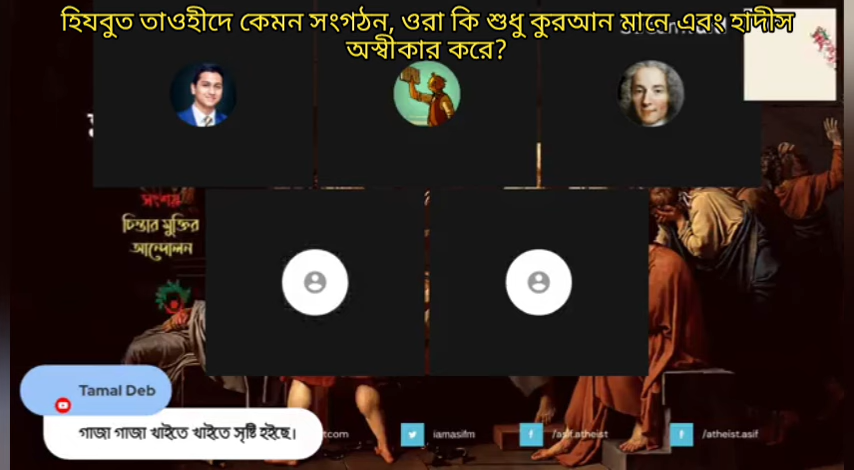 হিযবুত তাওহীদে কেমন সংগঠন, ওরা কি শুধু কুরআন মানে এবং হাদীস
অস্বীকার করে?
সংশয়
চিন্তার মুক্তির
আন্দোলন
Tamal Deb
গাজা গাজা খাইতে খাইতে সৃষ্টি হইছে।
iamasifm
/asif.atheist
/atheist.asif